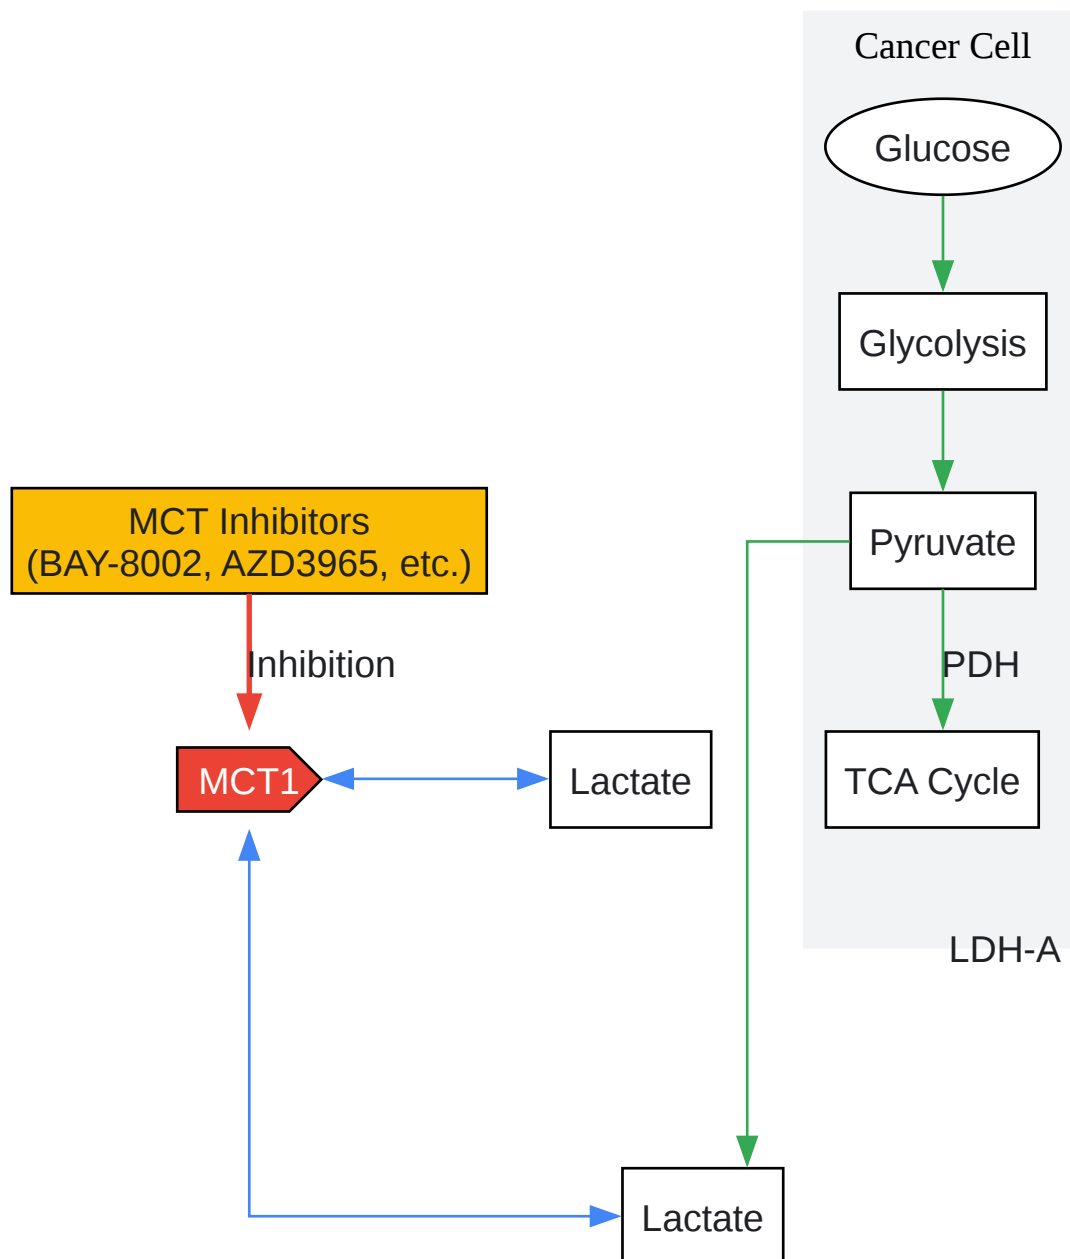 Cancer Cell
Glucose
Glycolysis
Pyruvate
MCT Inhibitors
(BAY-8002, AZD3965, etc.)
Inhibition
PDH
MCT1
Lactate
TCA Cycle
LDH-A
Lactate